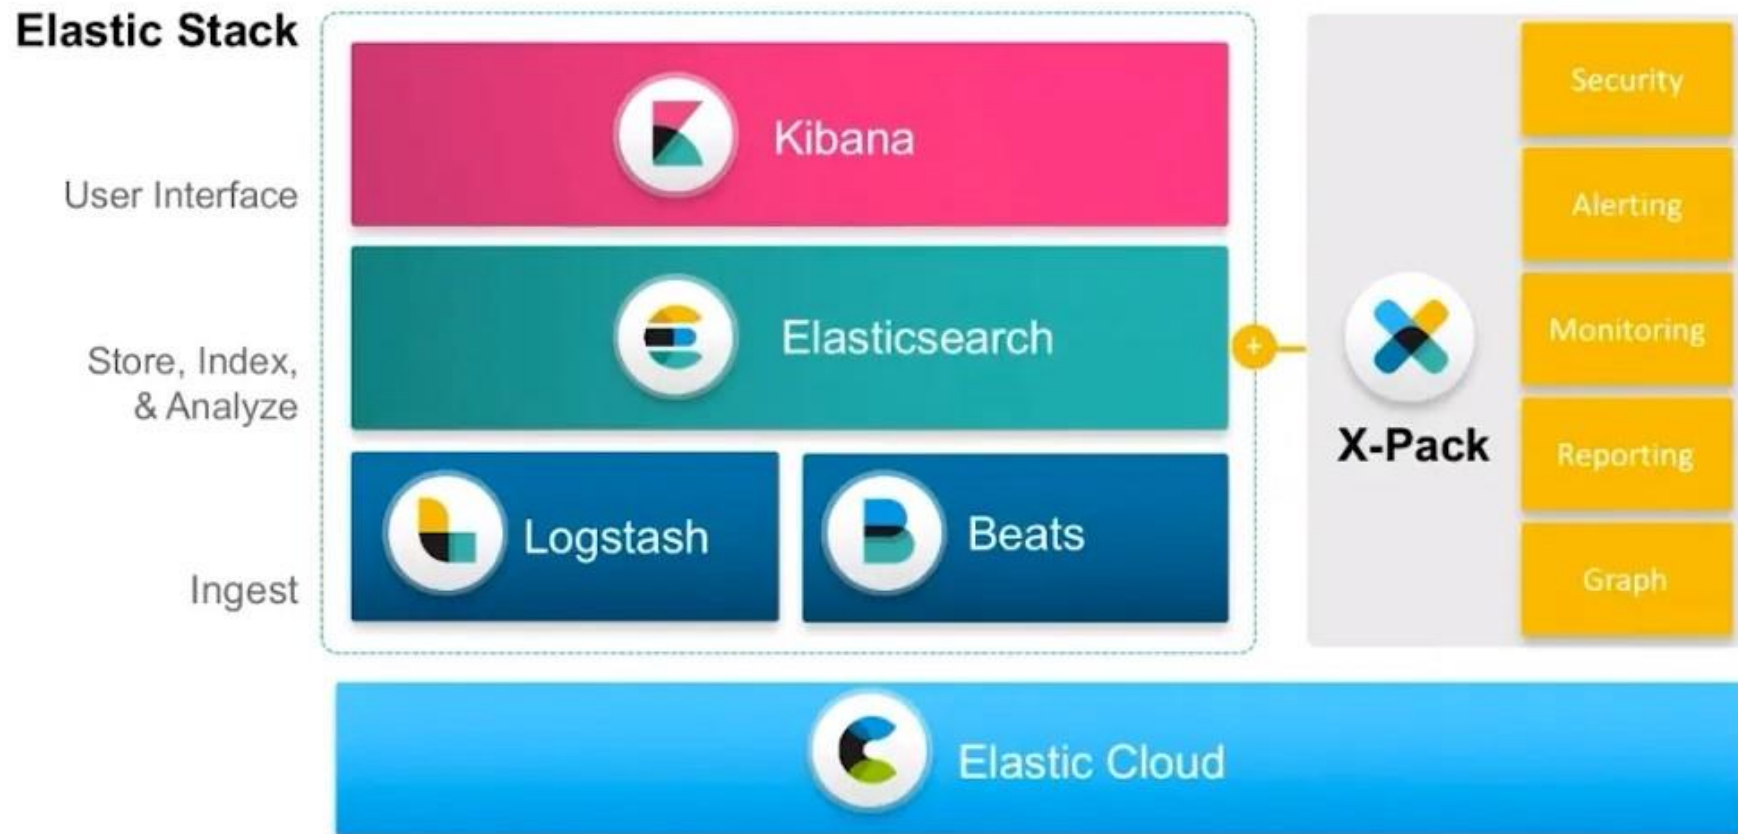 Elastic Stack
Kibana
User Interface
Elasticsearch
Store, Index,
& Analyze
Logstash
Beats
Ingest
+
X-Pack
Security
Alerting
Monitoring
Reporting
Graph
Elastic Cloud